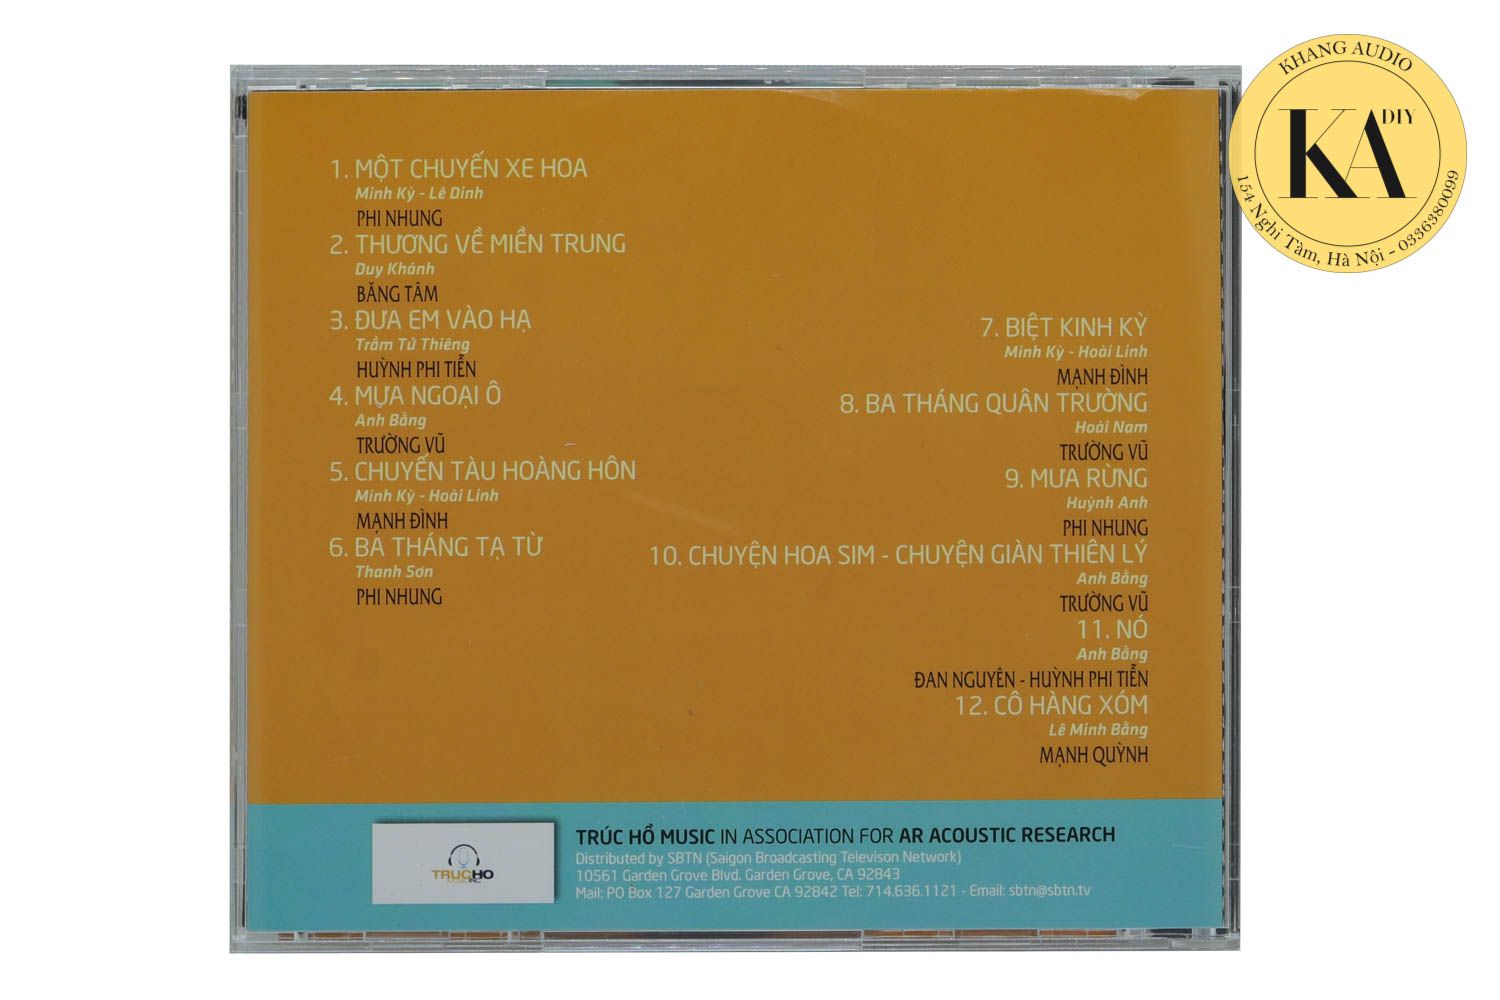 1. MỘT CHUYẾN XE HOA
Minh Kỳ - Lê Dinh
PHI NHUNG
2. THƯƠNG VỀ MIỀN TRUNG
Duy Khánh
BĂNG TÂM
3. ĐƯA EM VÀO HẠ
Trầm Tử Thiêng
HUỲNH PHI TIỄN
4. MỰA NGOẠI Ô
Anh Bằng
TRƯỜNG VŨ
5. CHUYẾN TÀU HOÀNG HÔN
Minh Kỳ - Hoài Linh
MẠNH ĐÌNH
6. BA THÁNG TẠ TỪ
Thanh Sơn
PHI NHUNG
7. BIỆT KINH KỲ
Minh Kỳ - Hoài Linh
MẠNH ĐÌNH
8. BA THÁNG QUÂN TRƯỜNG
Hoài Nam
TRƯỜNG VŨ
9. MƯA RỪNG
Huỳnh Anh
PHI NHUNG
10. CHUYỆN HOA SIM - CHUYỆN GIÀN THIÊN LÝ
Anh Bằng
TRƯỜNG VŨ
11. NÓ
Anh Bằng
ĐAN NGUYÊN - HUỲNH PHI TIỄN
12. CÔ HÀNG XÓM
Lê Minh Bằng
MẠNH QUỲNH
TRÚC HỒ MUSIC IN ASSOCIATION FOR AR ACOUSTIC RESEARCH
Distributed by SBTN (Saigon Broadcasting Televison Network)
10561 Garden Grove Blvd. Garden Grove, CA 92843
Mail: PO Box 127 Garden Grove CA 92842 Tel: 714.636.1121 - Email: sbtn@sbtn.tv
TRUCHO
KHANG AUDIO
KA DIY
154 Nghi Tàm, Hà Nội - 0336380099